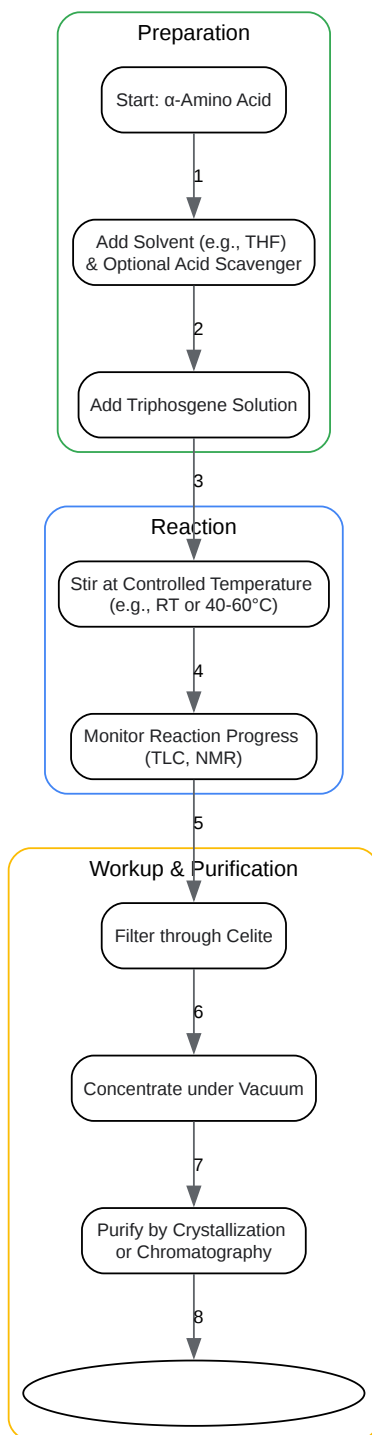 Preparation
Start: α-Amino Acid
1
Add Solvent (e.g., THF)
& Optional Acid Scavenger
2
Add Triphosgene Solution
3
Reaction
Stir at Controlled Temperature
(e.g., RT or 40-60°C)
4
Monitor Reaction Progress
(TLC, NMR)
5
Workup & Purification
Filter through Celite
6
Concentrate under Vacuum
7
Purify by Crystallization
or Chromatography
8